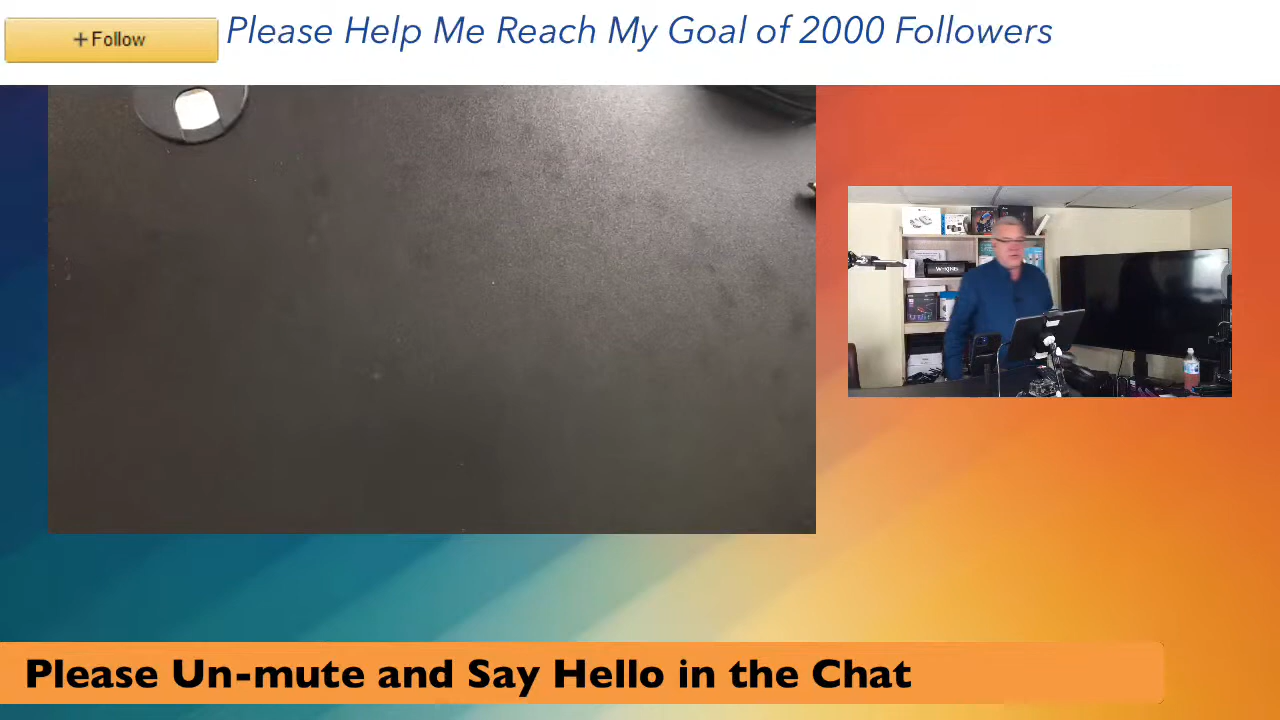 +Follow
Please Help Me Reach My Goal of 2000 Followers
W-KING
Please Un-mute and Say Hello in the Chat